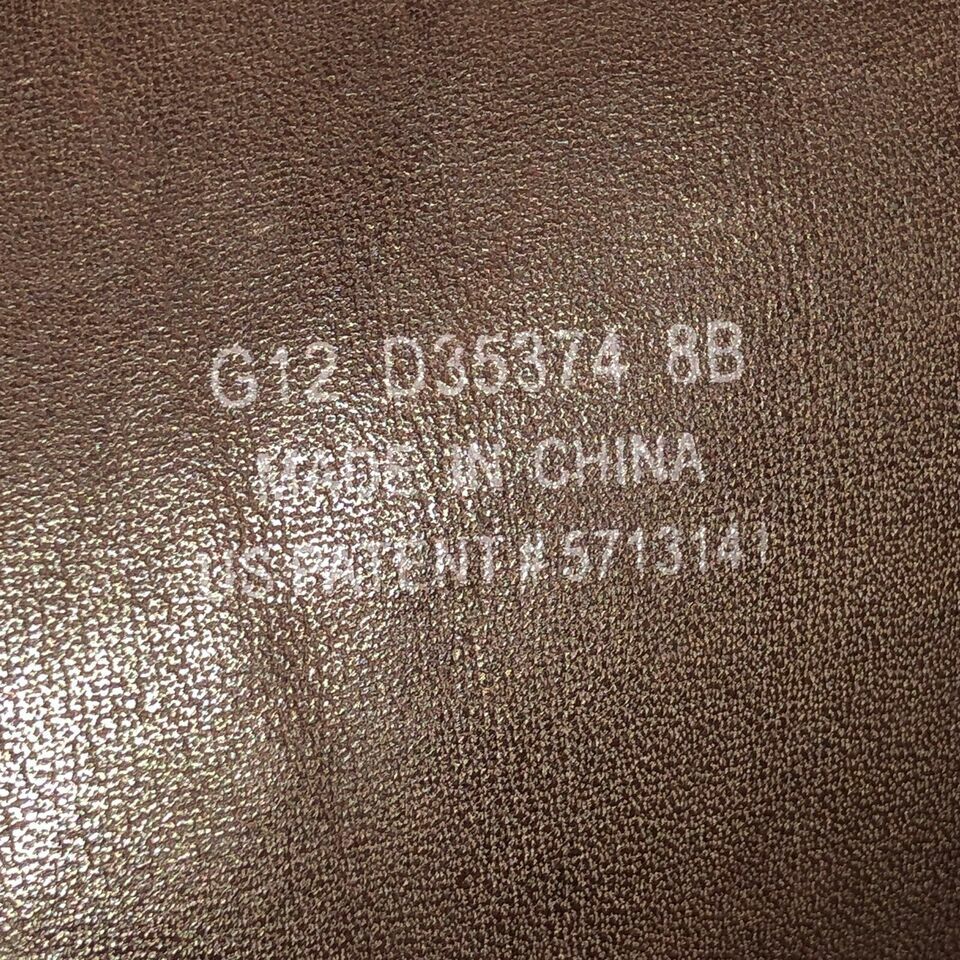 G12 D35374 8B
MADE IN CHINA
US PATENT # 5713141